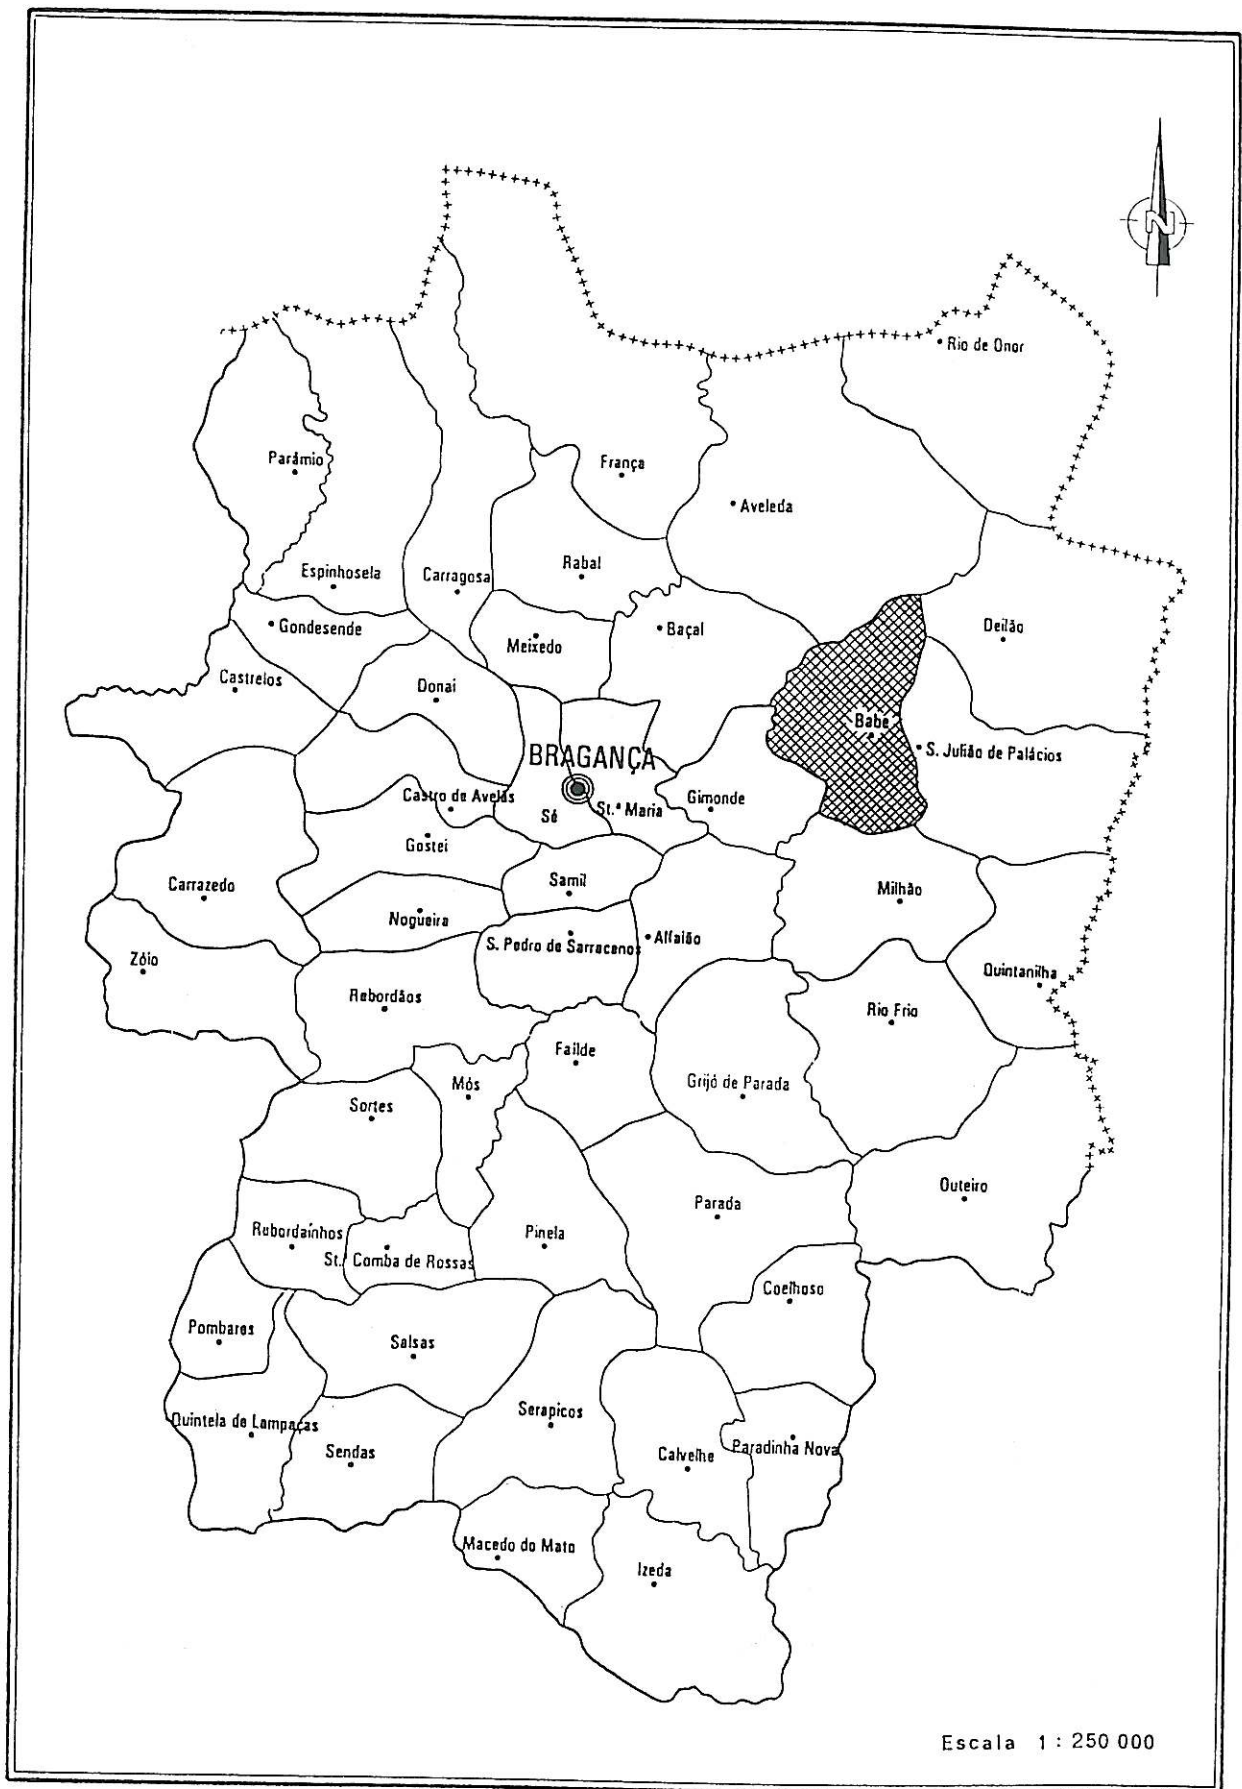 N
Rio de Onor
Parâmio
França
Aveleda
Espinhosela
Carragosa
Rabal
Gondesende
Meixedo
Baçal
Deilão
Castrelos
Donai
Babe
S. Julião de Palácios
BRAGANÇA
Castro de Avelãs
Sé
St.ª Maria
Gimonde
Gostei
Carrazedo
Samil
Milhão
Nogueira
S. Pedro de Sarracenos
Alfaião
Zóio
Quintanilha
Rebordãos
Rio Frio
Failde
Mós
Grijó de Parada
Sortes
Outeiro
Parada
Rebordaínhos
St. Comba de Rossas
Pinela
Coelhoso
Pombares
Salsas
Quintela de Lampaças
Serapicos
Sendas
Calvelhe
Paradinha Nova
Macedo do Mato
Izeda
Escala 1 : 250 000